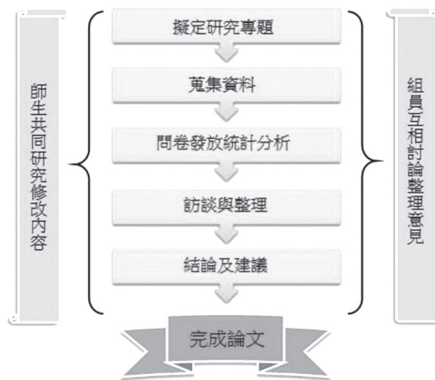 師生共同研究修改內容
擬定研究專題
蒐集資料
問卷發放統計分析
訪談與整理
結論及建議
完成論文
組員互相討論整理意見